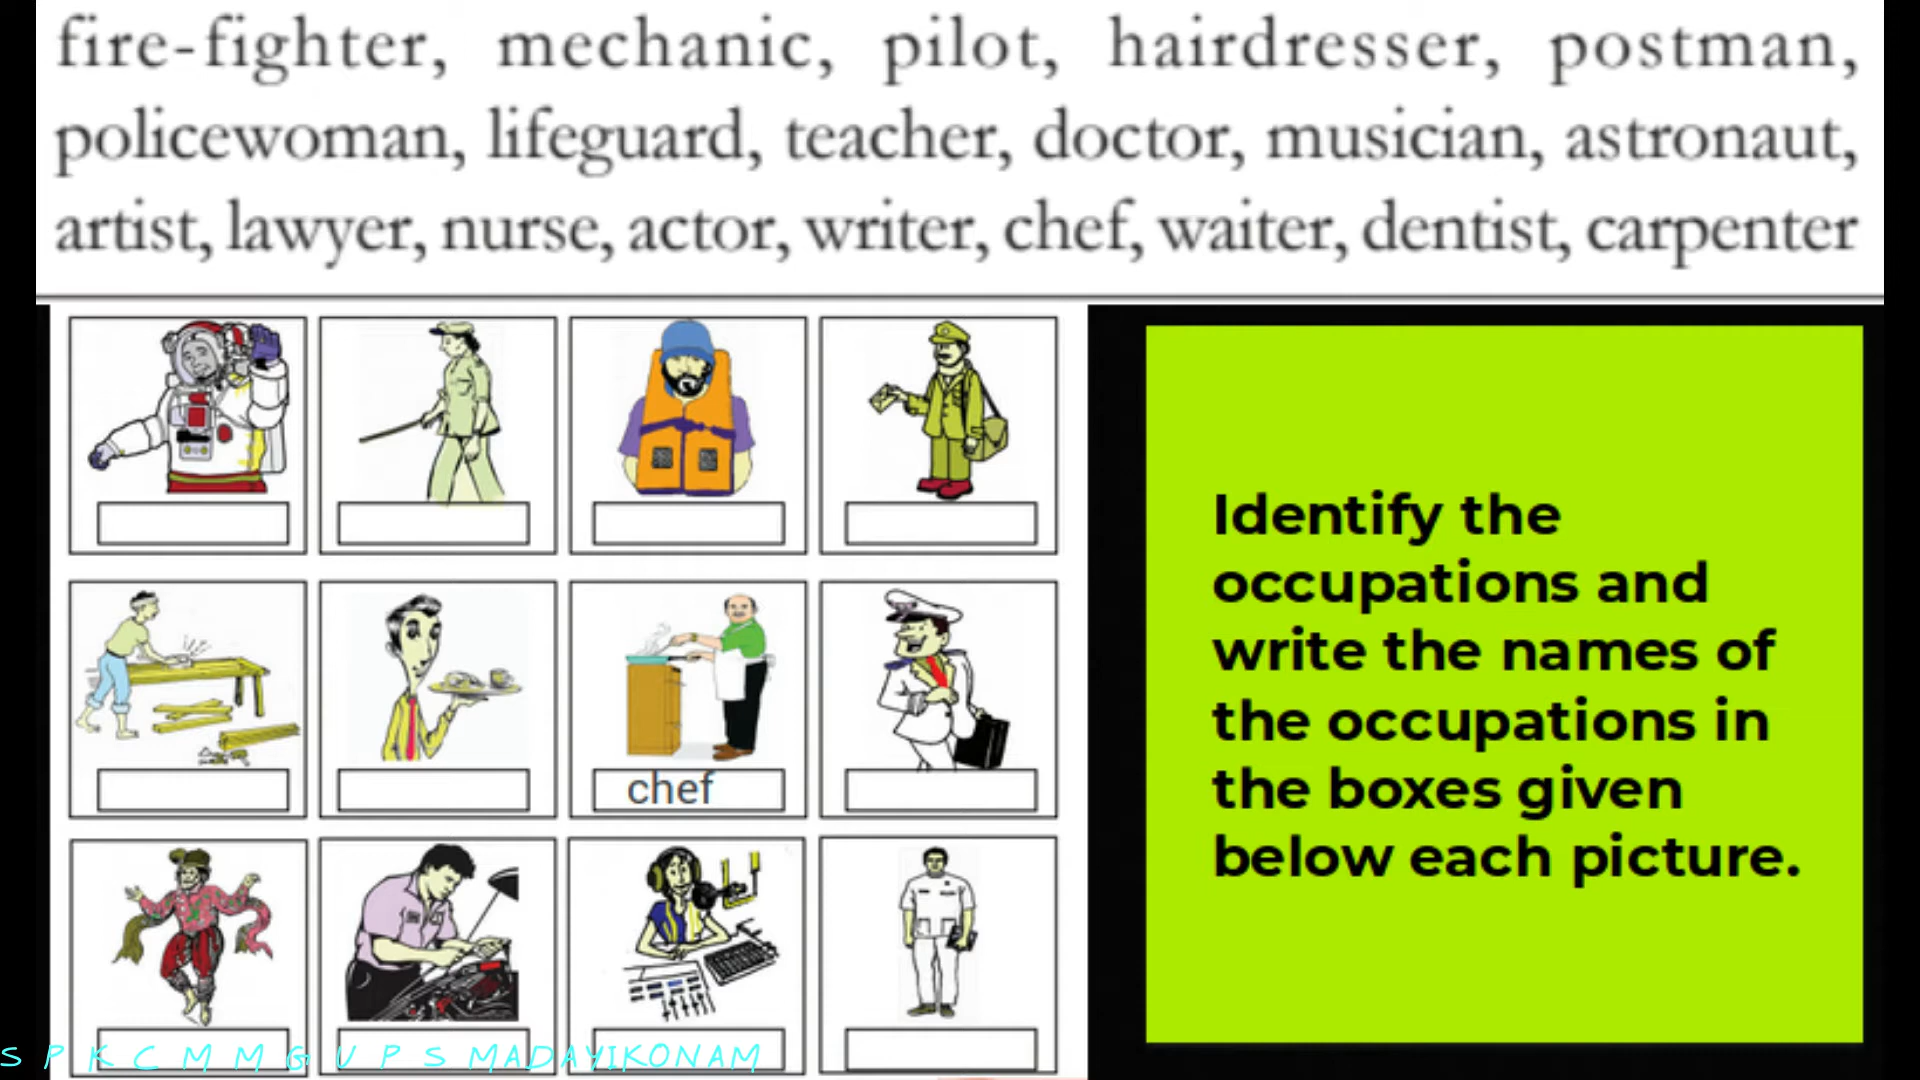 fire-fighter, mechanic, pilot, hairdresser, postman,
policewoman, lifeguard, teacher, doctor, musician, astronaut,
artist, lawyer, nurse, actor, writer, chef, waiter, dentist, carpenter
chef
Identify the
occupations and
write the names of
the occupations in
the boxes given
below each picture.
S P K C M M G U P S MADAYIKONAM